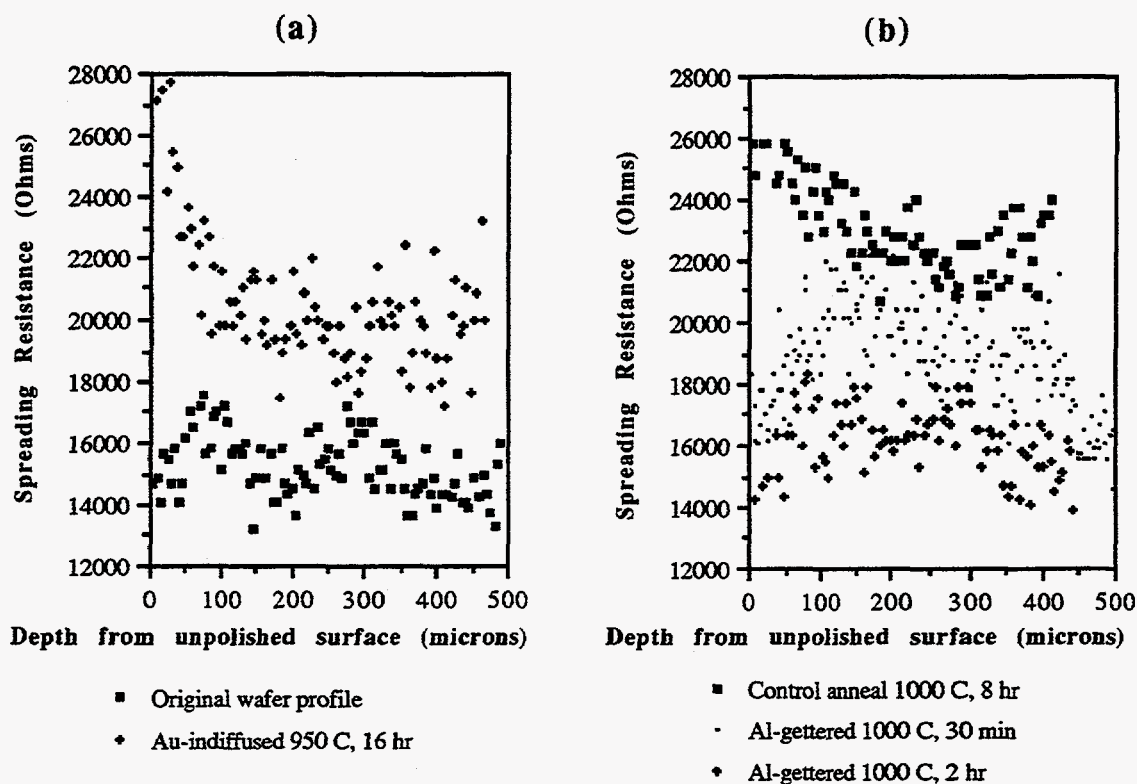 (a)
28000
26000
24000
22000
20000
18000
16000
14000
12000
Spreading Resistance (Ohms)
0 100 200 300 400 500
Depth from unpolished surface (microns)
■ Original wafer profile
✦ Au-indiffused 950 C, 16 hr
(b)
28000
26000
24000
22000
20000
18000
16000
14000
12000
Spreading Resistance (Ohms)
0 100 200 300 400 500
Depth from unpolished surface (microns)
■ Control anneal 1000 C, 8 hr
· Al-gettered 1000 C, 30 min
✦ Al-gettered 1000 C, 2 hr